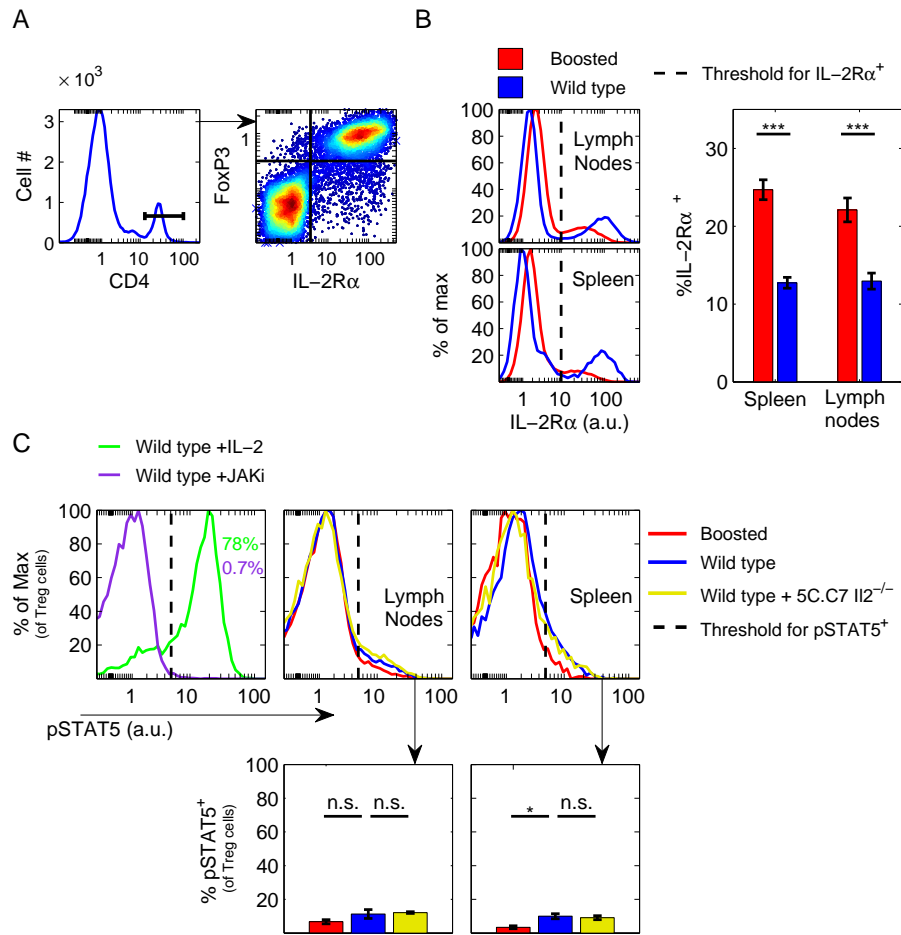 A
× 10³
3
2
1
0
Cell #
1
10
100
CD4
FoxP3
1
1
10
100
IL−2Rα
B
Boosted
Wild type
Threshold for IL−2Rα⁺
100
80
60
40
20
Lymph
Nodes
100
80
60
40
20
Spleen
% of max
1
10
100
IL−2Rα (a.u.)
30
20
10
0
%IL−2Rα⁺
***
***
Spleen
Lymph
nodes
C
Wild type +IL−2
Wild type +JAKi
100
80
60
40
20
% of Max
(of Treg cells)
78%
0.7%
1
10
100
pSTAT5 (a.u.)
Lymph
Nodes
1
10
100
Spleen
1
10
100
Boosted
Wild type
Wild type + 5C.C7 Il2⁻/⁻
Threshold for pSTAT5⁺
100
80
60
40
20
% pSTAT5⁺
(of Treg cells)
n.s.
n.s.
*
n.s.